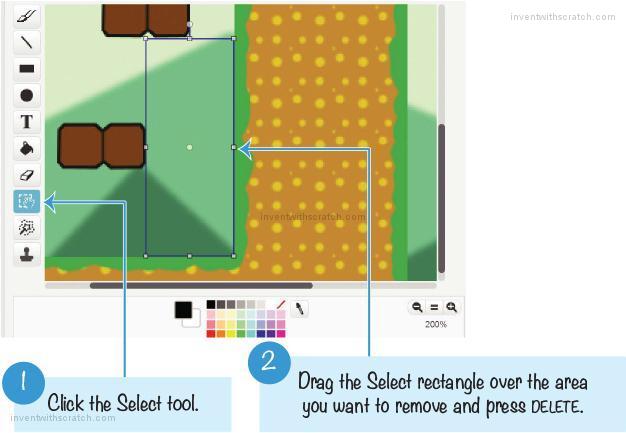 inventwithscratch.com
T
inventwithscratch.com
200%
1
Click the Select tool.
inventwithscratch.com
2
Drag the Select rectangle over the area
you want to remove and press DELETE.